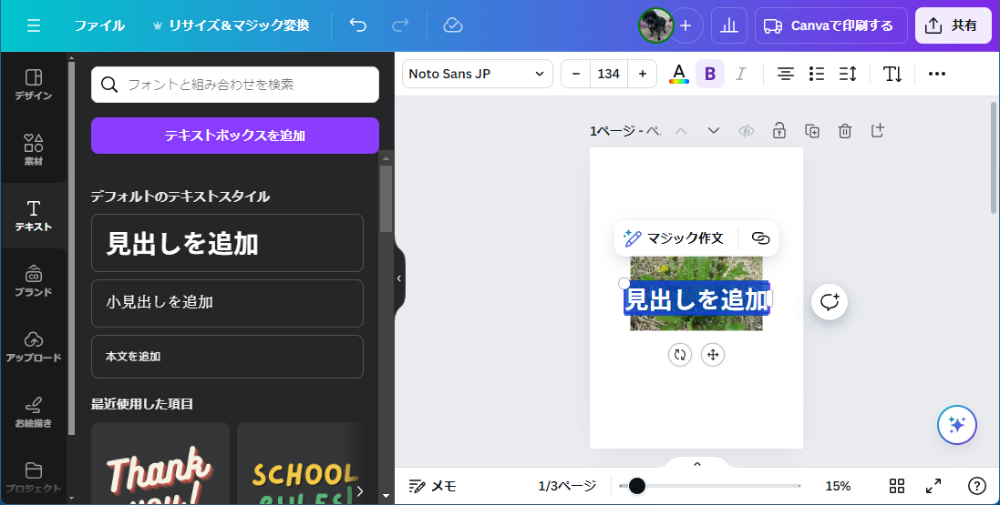 ファイル
リサイズ&マジック変換
Canvaで印刷する
共有
デザイン
素材
テキスト
ブランド
アップロード
お絵描き
プロジェクト
フォントと組み合わせを検索
テキストボックスを追加
デフォルトのテキストスタイル
見出しを追加
小見出しを追加
本文を追加
最近使用した項目
Thank
you!
SCHOOL
RULES!
Noto Sans JP
134
A
B
I
1ページ - ペ...
マジック作文
見出しを追加
メモ
1/3ページ
15%